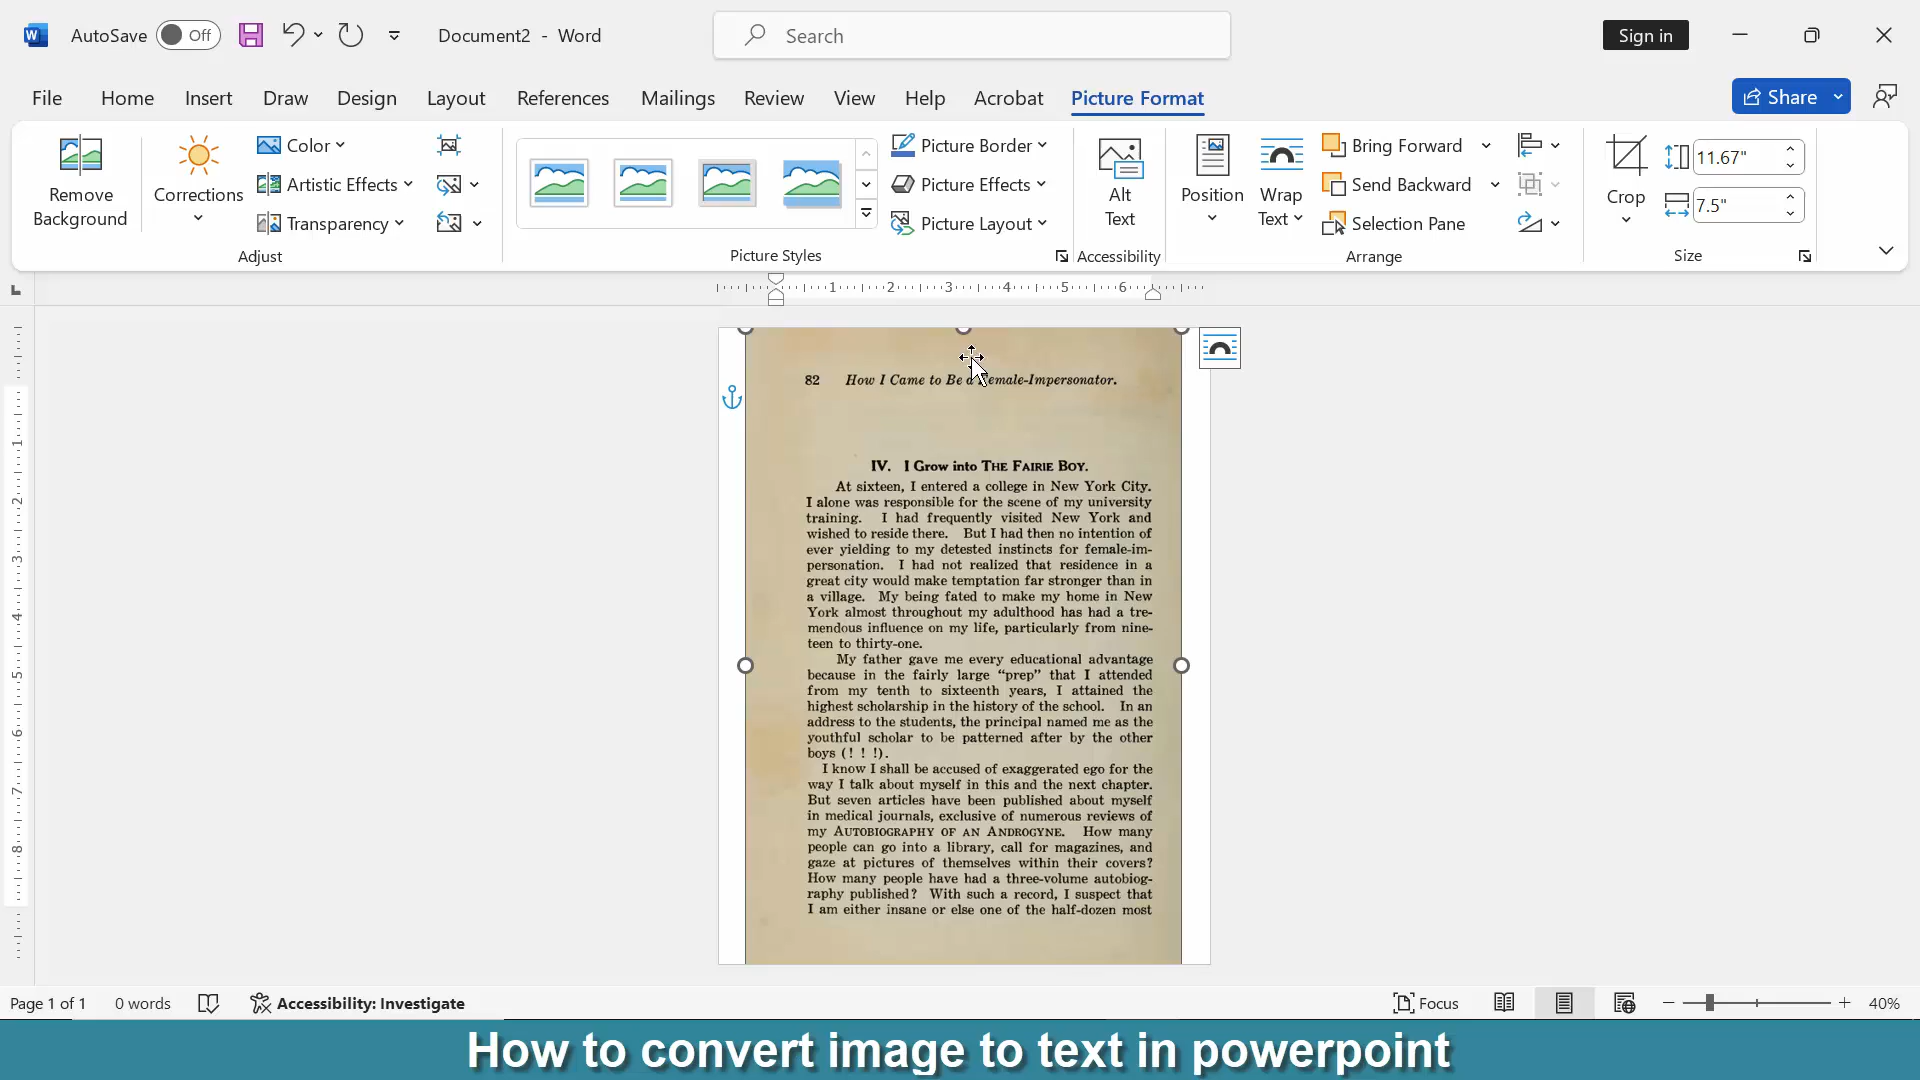 AutoSave Off Document2 - Word Search Sign in
File Home Insert Draw Design Layout References Mailings Review View Help Acrobat Picture Format Share
Remove Background
Corrections
Color
Artistic Effects
Transparency
Adjust
Picture Border
Picture Effects
Picture Layout
Picture Styles
Alt Text
Accessibility
Position
Wrap Text
Bring Forward
Send Backward
Selection Pane
Arrange
Crop
11.67"
7.5"
Size
1 2 3 4 5 6
1
2
3
4
5
6
7
8
82 How I Came to Be a Female-Impersonator.
IV. I Grow into THE FAIRIE BOY.
At sixteen, I entered a college in New York City.
I alone was responsible for the scene of my university
training. I had frequently visited New York and
wished to reside there. But I had then no intention of
ever yielding to my detested instincts for female-im-
personation. I had not realized that residence in a
great city would make temptation far stronger than in
a village. My being fated to make my home in New
York almost throughout my adulthood has had a tre-
mendous influence on my life, particularly from nine-
teen to thirty-one.
My father gave me every educational advantage
because in the fairly large “prep” that I attended
from my tenth to sixteenth years, I attained the
highest scholarship in the history of the school. In an
address to the students, the principal named me as the
youthful scholar to be patterned after by the other
boys (! ! !).
I know I shall be accused of exaggerated ego for the
way I talk about myself in this and the next chapter.
But seven articles have been published about myself
in medical journals, exclusive of numerous reviews of
my AUTOBIOGRAPHY OF AN ANDROGYNE. How many
people can go into a library, call for magazines, and
gaze at pictures of themselves within their covers?
How many people have had a three-volume autobiog-
raphy published? With such a record, I suspect that
I am either insane or else one of the half-dozen most
Page 1 of 1 0 words Accessibility: Investigate Focus 40%
How to convert image to text in powerpoint